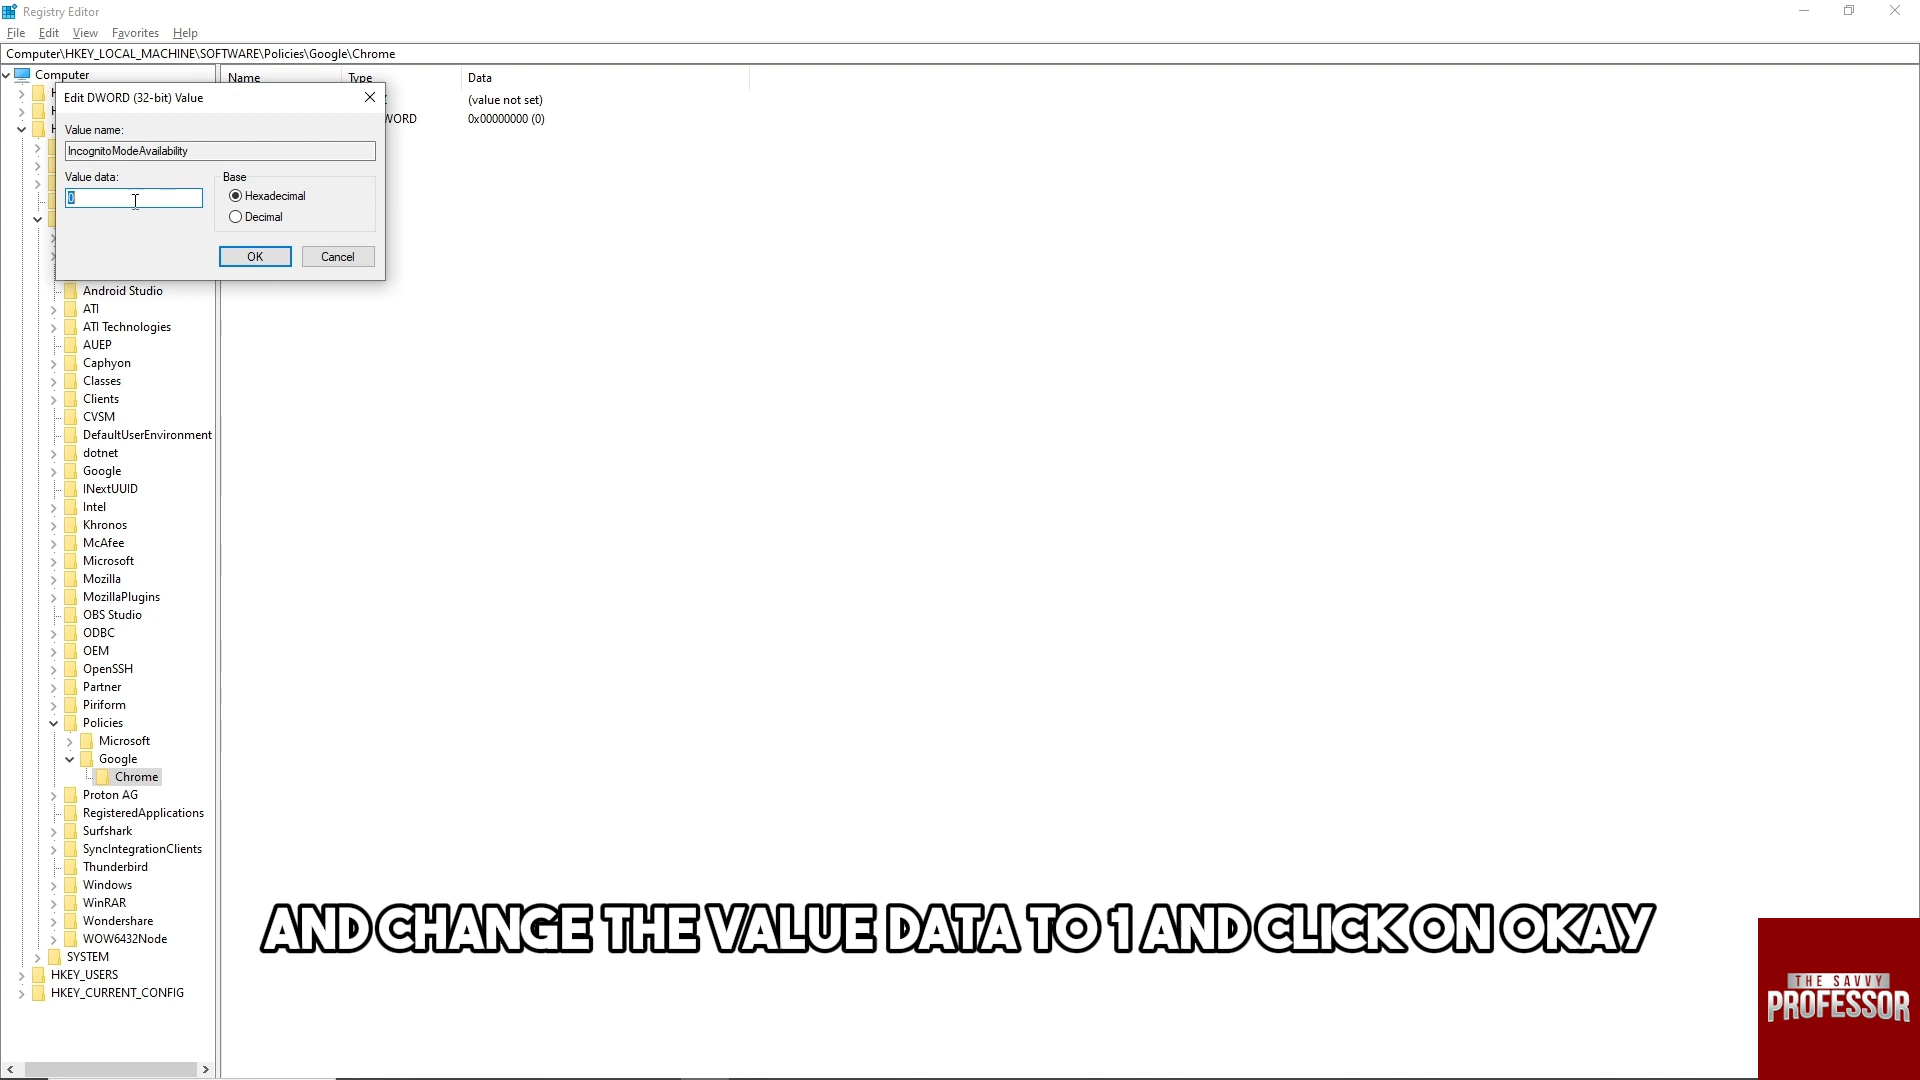 Registry Editor
File Edit View Favorites Help
Computer\HKEY_LOCAL_MACHINE\SOFTWARE\Policies\Google\Chrome
Computer
Name Type Data
(value not set)
WORD 0x00000000 (0)
Edit DWORD (32-bit) Value
Value name:
IncognitoModeAvailability
Value data:
0
Base
Hexadecimal
Decimal
OK Cancel
Android Studio
ATI
ATI Technologies
AUEP
Caphyon
Classes
Clients
CVSM
DefaultUserEnvironment
dotnet
Google
INextUUID
Intel
Khronos
McAfee
Microsoft
Mozilla
MozillaPlugins
OBS Studio
ODBC
OEM
OpenSSH
Partner
Piriform
Policies
Microsoft
Google
Chrome
Proton AG
RegisteredApplications
Surfshark
SyncIntegrationClients
Thunderbird
Windows
WinRAR
Wondershare
WOW6432Node
SYSTEM
HKEY_USERS
HKEY_CURRENT_CONFIG
AND CHANGE THE VALUE DATA TO 1 AND CLICK ON OKAY
THE SAVVY
PROFESSOR